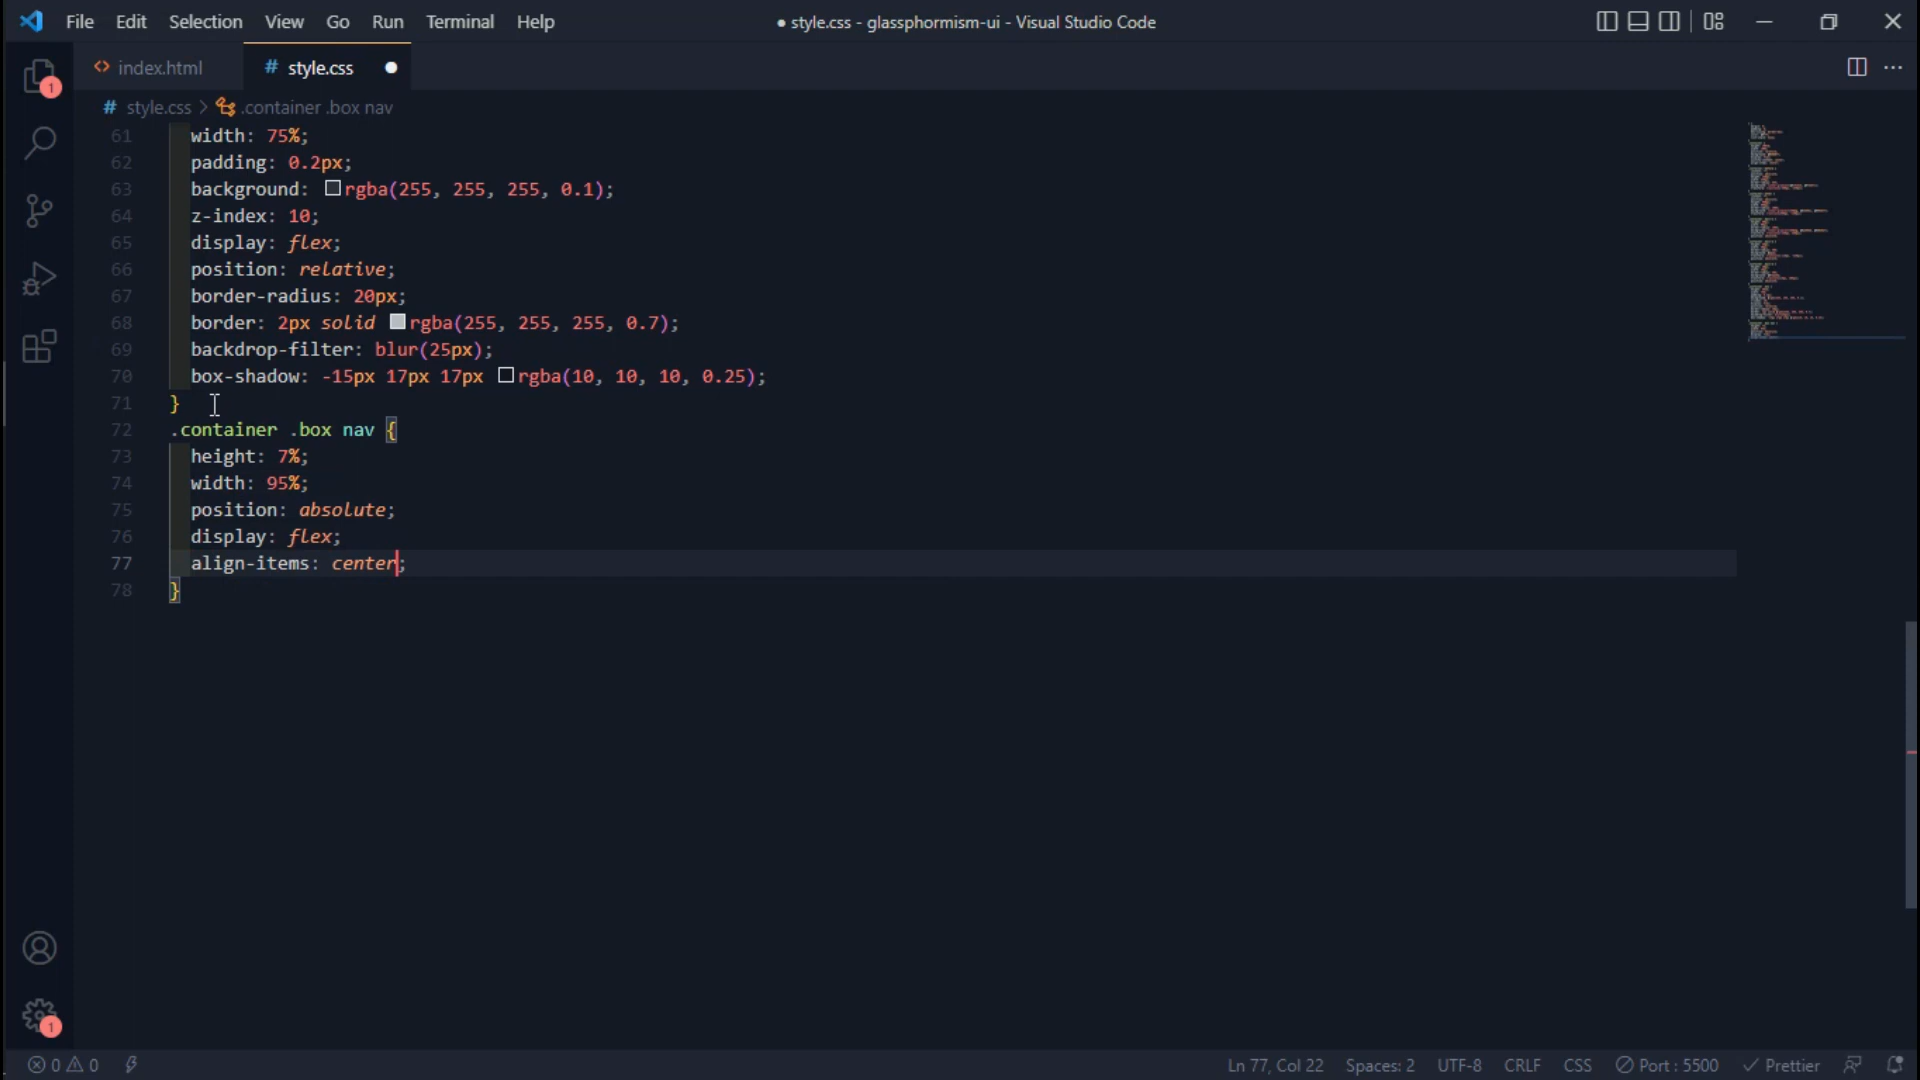 File Edit Selection View Go Run Terminal Help
● style.css - glassphormism-ui - Visual Studio Code
1
index.html
# style.css
# style.css > .container .box nav
61 width: 75%;
62 padding: 0.2px;
63 background: rgba(255, 255, 255, 0.1);
64 z-index: 10;
65 display: flex;
66 position: relative;
67 border-radius: 20px;
68 border: 2px solid rgba(255, 255, 255, 0.7);
69 backdrop-filter: blur(25px);
70 box-shadow: -15px 17px 17px rgba(10, 10, 10, 0.25);
71 }
72 .container .box nav {
73 height: 7%;
74 width: 95%;
75 position: absolute;
76 display: flex;
77 align-items: center;
78 }
1
0 0
Ln 77, Col 22 Spaces: 2 UTF-8 CRLF CSS Port : 5500 Prettier